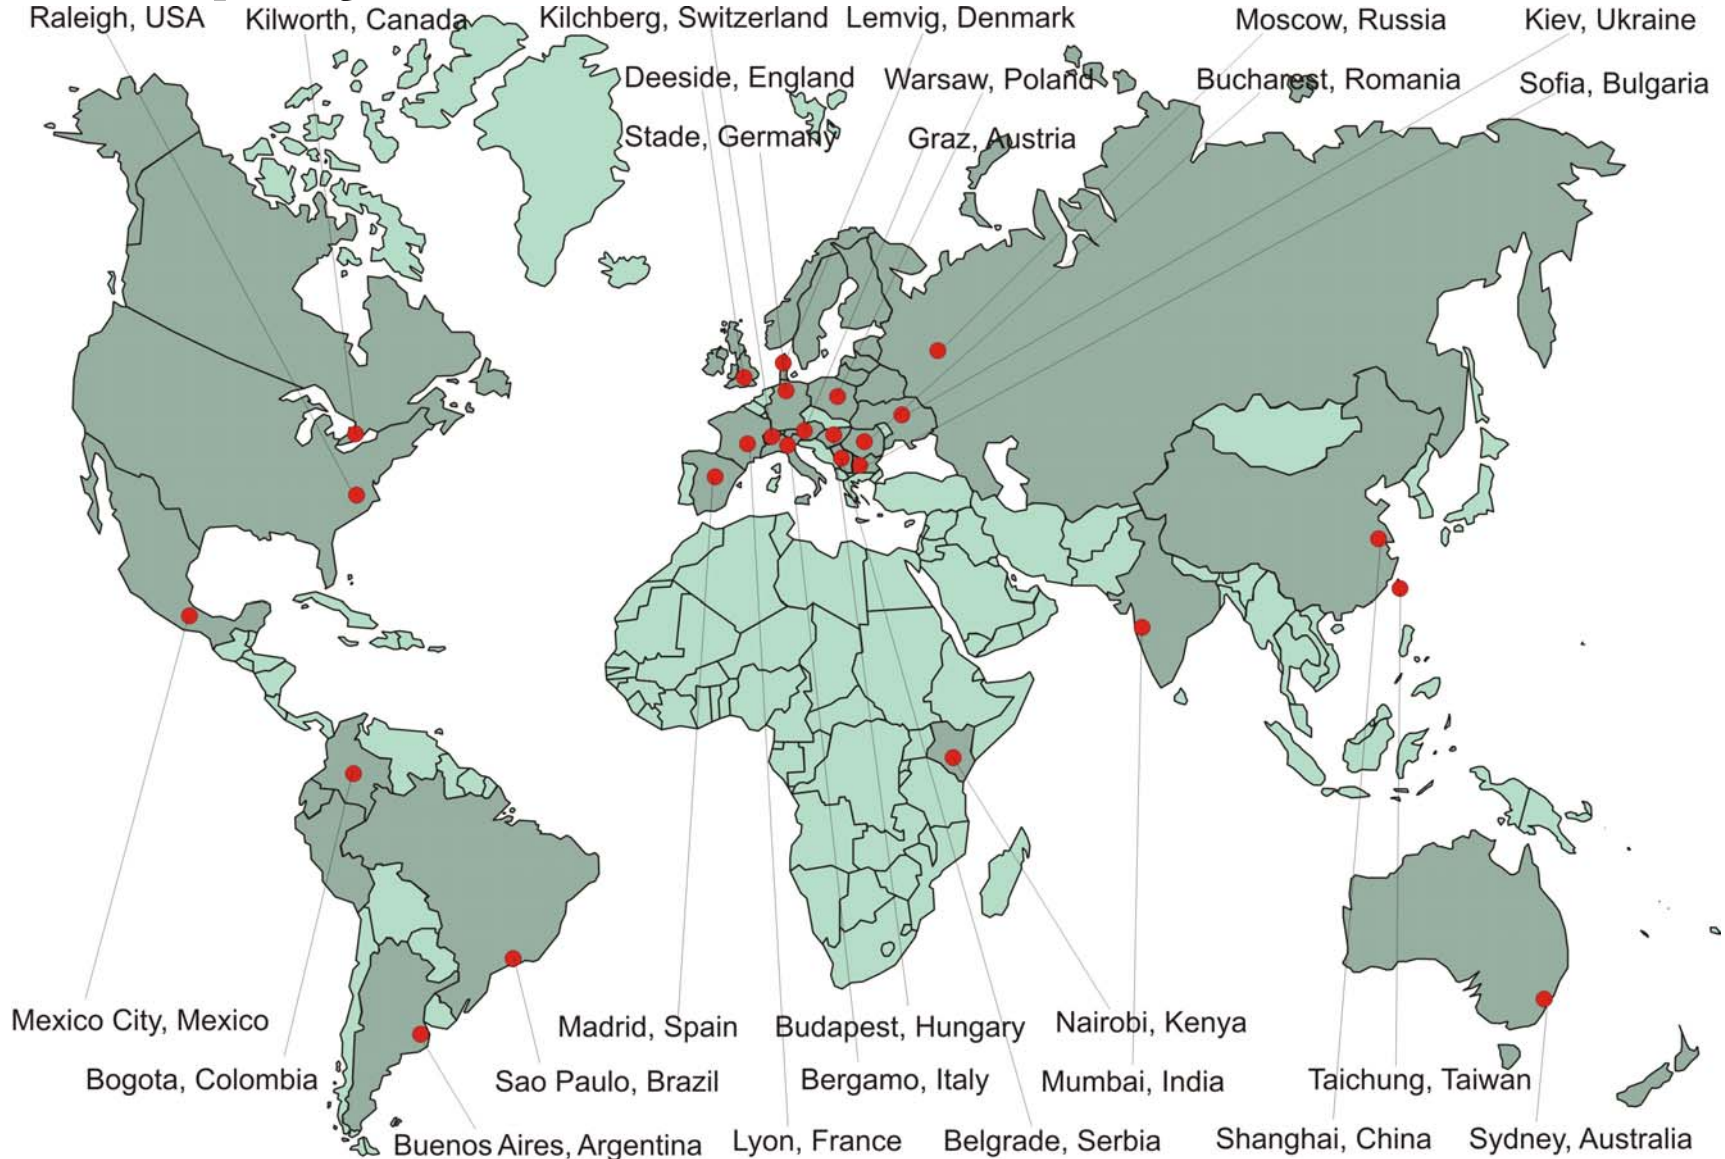 Raleigh, USA
Kilworth, Canada
Kilchberg, Switzerland
Lemvig, Denmark
Moscow, Russia
Kiev, Ukraine
Deeside, England
Warsaw, Poland
Bucharest, Romania
Sofia, Bulgaria
Stade, Germany
Graz, Austria
Mexico City, Mexico
Madrid, Spain
Budapest, Hungary
Nairobi, Kenya
Bogota, Colombia
Sao Paulo, Brazil
Bergamo, Italy
Mumbai, India
Taichung, Taiwan
Buenos Aires, Argentina
Lyon, France
Belgrade, Serbia
Shanghai, China
Sydney, Australia